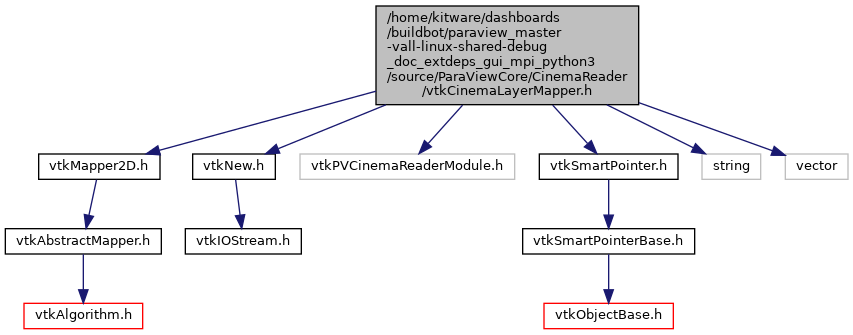 /home/kitware/dashboards
/buildbot/paraview_master
-vall-linux-shared-debug
_doc_extdeps_gui_mpi_python3
/source/ParaViewCore/CinemaReader
/vtkCinemaLayerMapper.h
vtkMapper2D.h
vtkNew.h
vtkPVCinemaReaderModule.h
vtkSmartPointer.h
string
vector
vtkAbstractMapper.h
vtkIOStream.h
vtkSmartPointerBase.h
vtkAlgorithm.h
vtkObjectBase.h